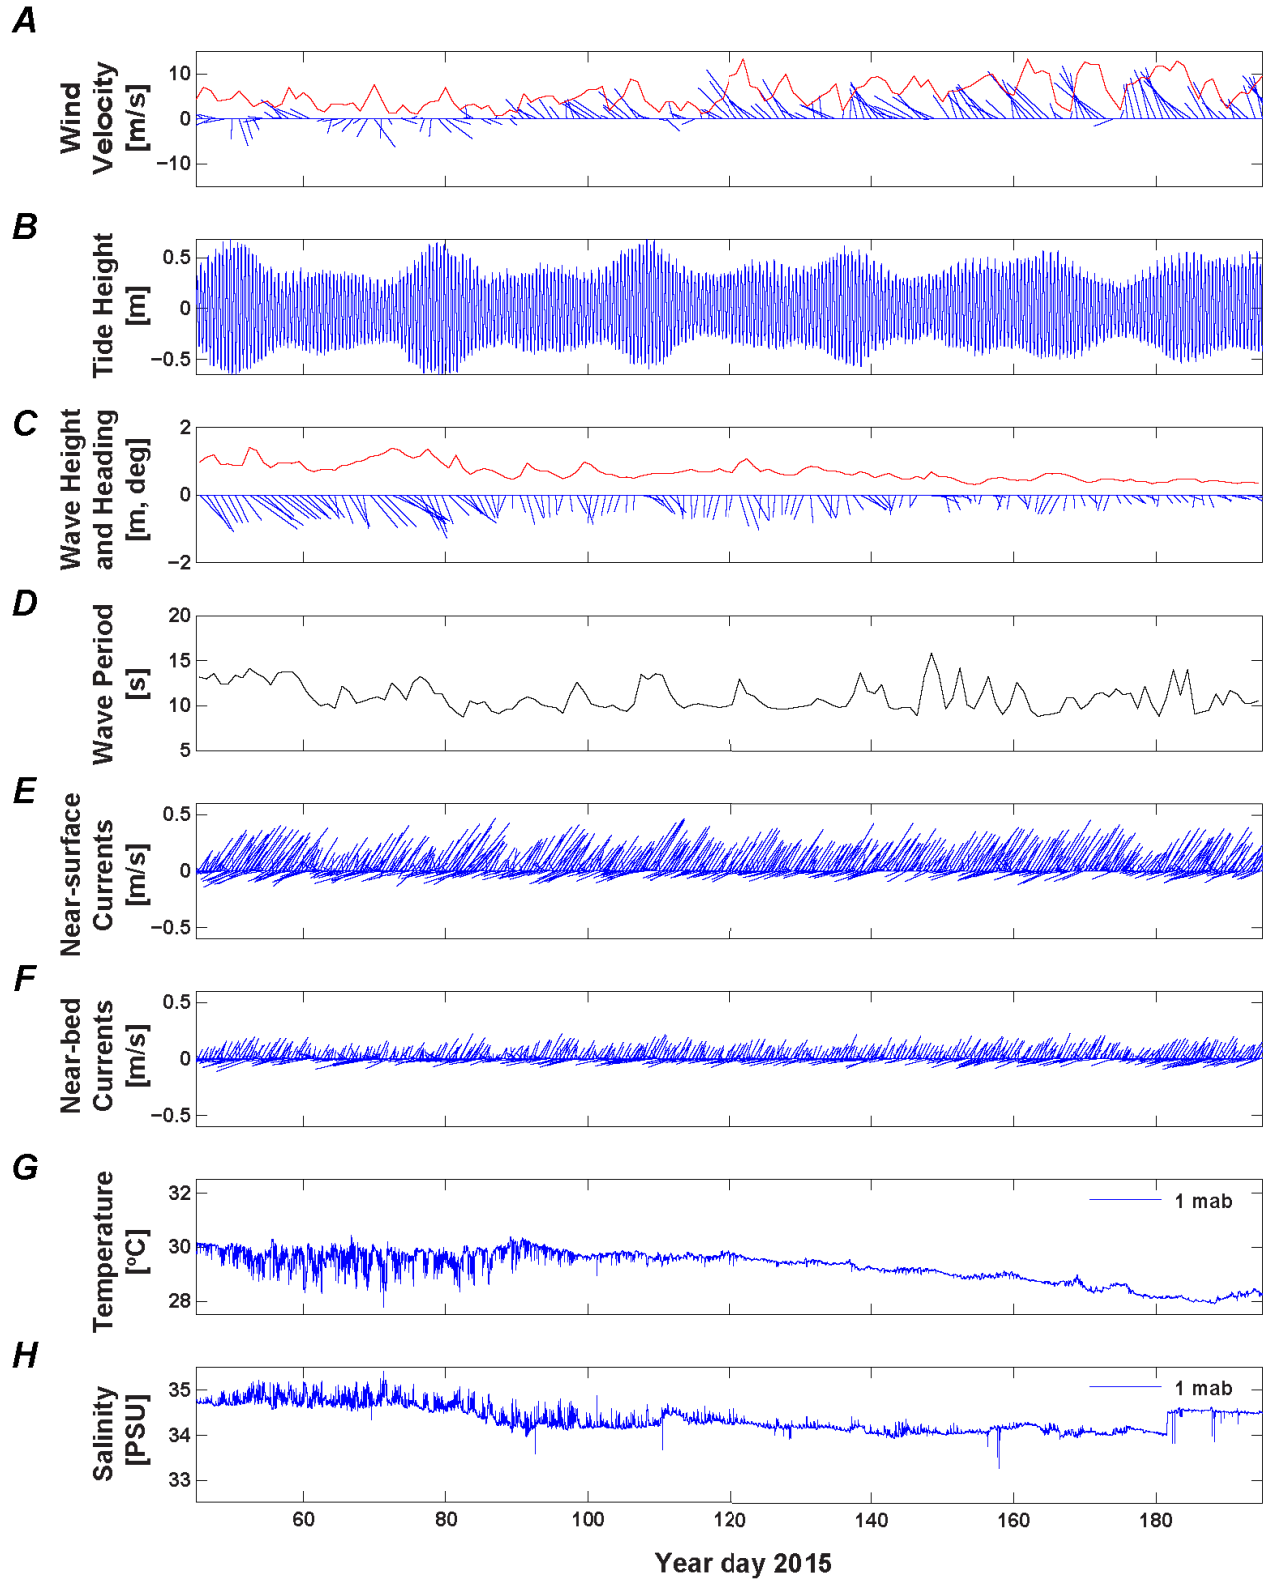 A
Wind
Velocity
[m/s]
10
0
−10
B
Tide Height
[m]
0.5
0
−0.5
C
Wave Height
and Heading
[m, deg]
2
0
−2
D
Wave Period
[s]
20
15
10
5
E
Near-surface
Currents
[m/s]
0.5
0
−0.5
F
Near-bed
Currents
[m/s]
0.5
0
−0.5
G
Temperature
[ºC]
32
30
28
1 mab
H
Salinity
[PSU]
35
34
33
1 mab
60 80 100 120 140 160 180
Year day 2015